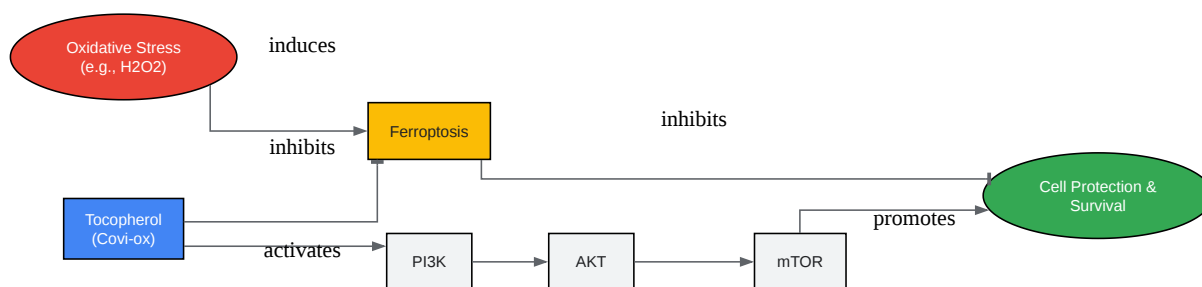 Oxidative Stress
(e.g., H2O2)
induces
Ferroptosis
inhibits
inhibits
Cell Protection &
Survival
Tocopherol
(Covi-ox)
activates
PI3K
AKT
mTOR
promotes